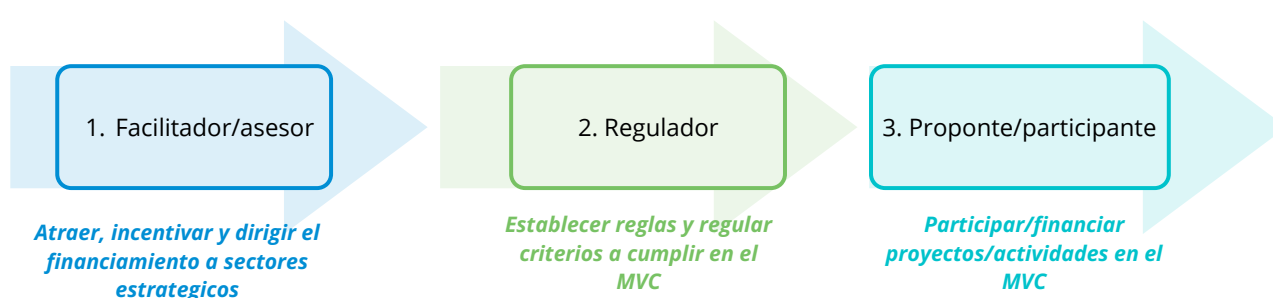 1. Facilitador/asesor
2. Regulador
3. Proponte/participante
Atraer, incentivar y dirigir el
financiamiento a sectores
estrategicos
Establecer reglas y regular
criterios a cumplir en el
MVC
Participar/financiar
proyectos/actividades en el
MVC